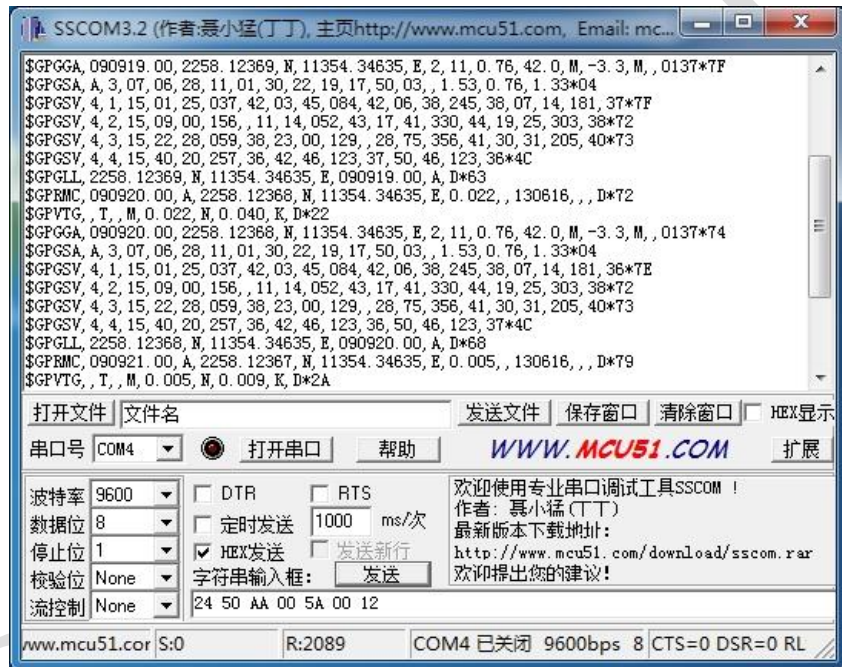 SSCOM3.2 (作者:聂小猛(丁丁), 主页http://www.mcu51.com, Email: mc...
$GPGGA,090919.00,2258.12369,N,11354.34635,E,2,11,0.76,42.0,M,-3.3,M,,0137*7F
$GPGSA,A,3,07,06,28,11,01,30,22,19,17,50,03,,1.53,0.76,1.33*04
$GPGSV,4,1,15,01,25,037,42,03,45,084,42,06,38,245,38,07,14,181,37*7F
$GPGSV,4,2,15,09,00,156,,11,14,052,43,17,41,330,44,19,25,303,38*72
$GPGSV,4,3,15,22,28,059,38,23,00,129,,28,75,356,41,30,31,205,40*73
$GPGSV,4,4,15,40,20,257,36,42,46,123,37,50,46,123,36*4C
$GPGLL,2258.12369,N,11354.34635,E,090919.00,A,D*63
$GPRMC,090920.00,A,2258.12368,N,11354.34635,E,0.022,,130616,,,D*72
$GPVTG,,T,,M,0.022,N,0.040,K,D*22
$GPGGA,090920.00,2258.12368,N,11354.34635,E,2,11,0.76,42.0,M,-3.3,M,,0137*74
$GPGSA,A,3,07,06,28,11,01,30,22,19,17,50,03,,1.53,0.76,1.33*04
$GPGSV,4,1,15,01,25,037,42,03,45,084,42,06,38,245,38,07,14,181,36*7E
$GPGSV,4,2,15,09,00,156,,11,14,052,43,17,41,330,44,19,25,303,38*72
$GPGSV,4,3,15,22,28,059,38,23,00,129,,28,75,356,41,30,31,205,40*73
$GPGSV,4,4,15,40,20,257,36,42,46,123,36,50,46,123,37*4C
$GPGLL,2258.12368,N,11354.34635,E,090920.00,A,D*68
$GPRMC,090921.00,A,2258.12367,N,11354.34635,E,0.005,,130616,,,D*79
$GPVTG,,T,,M,0.005,N,0.009,K,D*2A
打开文件 文件名 发送文件 保存窗口 清除窗口 HEX显示
串口号 COM4 打开串口 帮助 WWW.MCU51.COM 扩展
波特率 9600 DTR RTS
数据位 8 定时发送 1000 ms/次
停止位 1 HEX发送 发送新行
校验位 None 字符串输入框: 发送
流控制 None 24 50 AA 00 5A 00 12
欢迎使用专业串口调试工具SSCOM !
作者: 聂小猛(丁丁)
最新版本下载地址:
http://www.mcu51.com/download/sscom.rar
欢迎提出您的建议!
www.mcu51.cor S:0 R:2089 COM4 已关闭 9600bps 8 CTS=0 DSR=0 RL